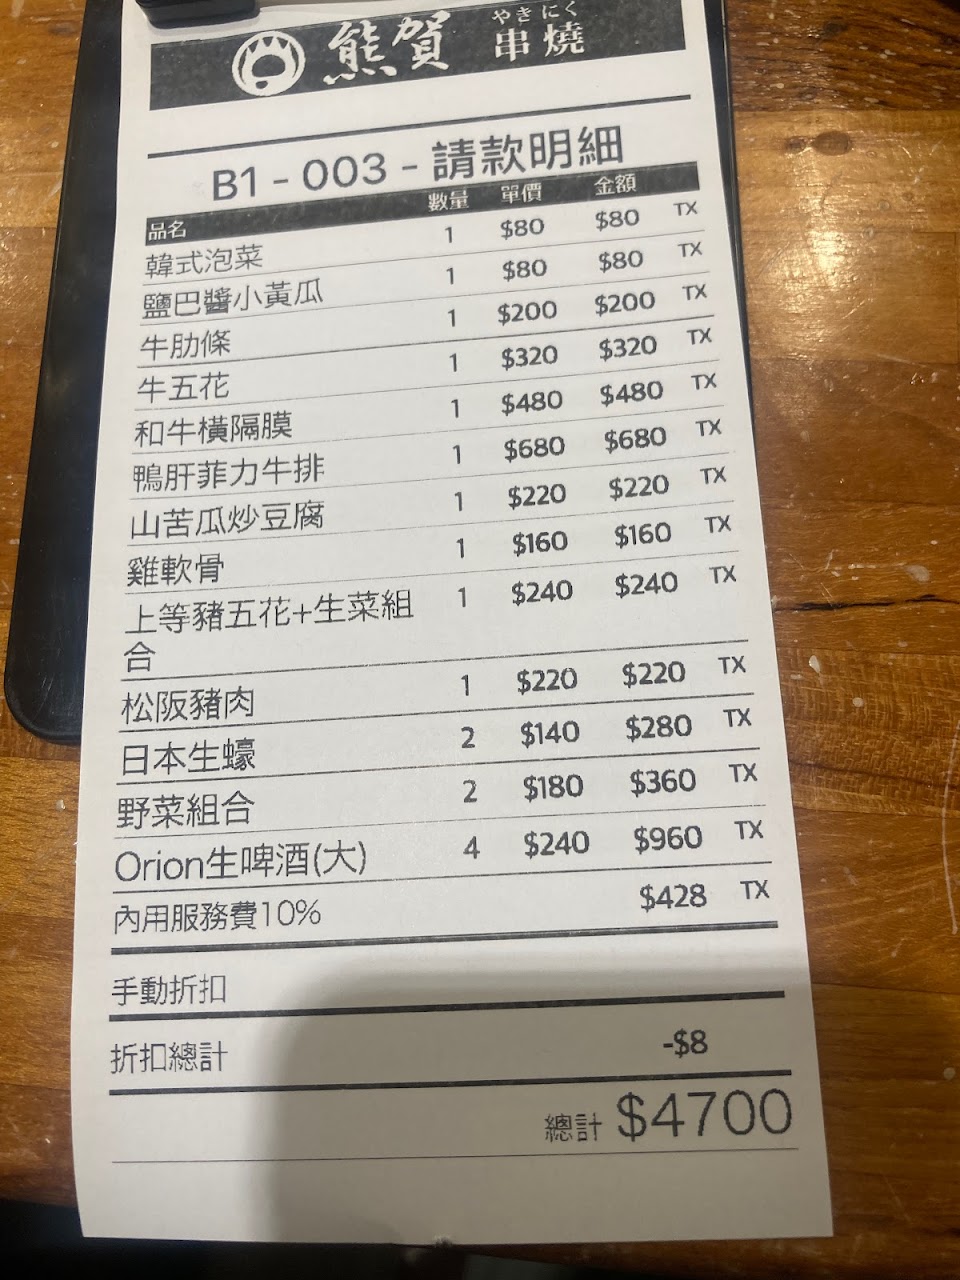 熊賀 やきにく 串燒
B1 - 003 - 請款明細
品名 數量 單價 金額
韓式泡菜 1 $80 $80 TX
鹽巴醬小黃瓜 1 $80 $80 TX
牛肋條 1 $200 $200 TX
牛五花 1 $320 $320 TX
和牛橫隔膜 1 $480 $480 TX
鴨肝菲力牛排 1 $680 $680 TX
山苦瓜炒豆腐 1 $220 $220 TX
雞軟骨 1 $160 $160 TX
上等豬五花+生菜組 1 $240 $240 TX
合
松阪豬肉 1 $220 $220 TX
日本生蠔 2 $140 $280 TX
野菜組合 2 $180 $360 TX
Orion生啤酒(大) 4 $240 $960 TX
內用服務費10% $428 TX
手動折扣
折扣總計 -$8
總計 $4700